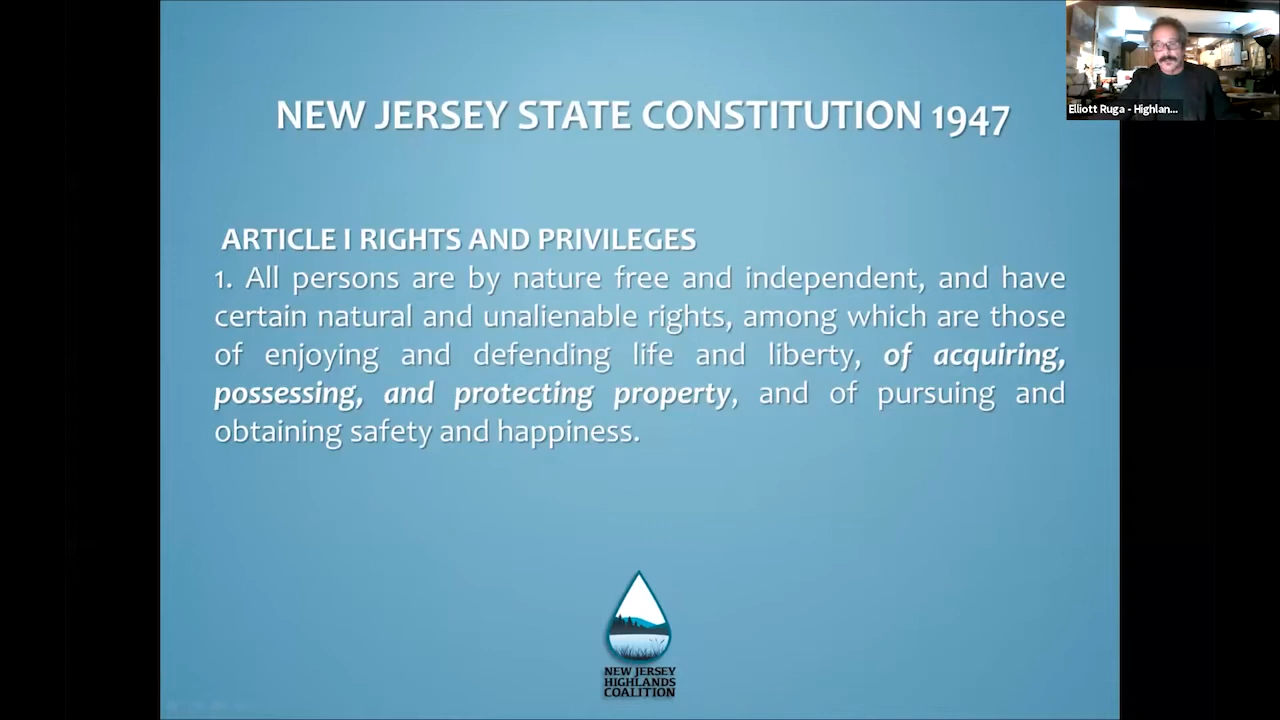 NEW JERSEY STATE CONSTITUTION 1947
Elliott Ruga - Highlan...
ARTICLE I RIGHTS AND PRIVILEGES
1. All persons are by nature free and independent, and have
certain natural and unalienable rights, among which are those
of enjoying and defending life and liberty, of acquiring,
possessing, and protecting property, and of pursuing and
obtaining safety and happiness.
NEW JERSEY
HIGHLANDS
COALITION